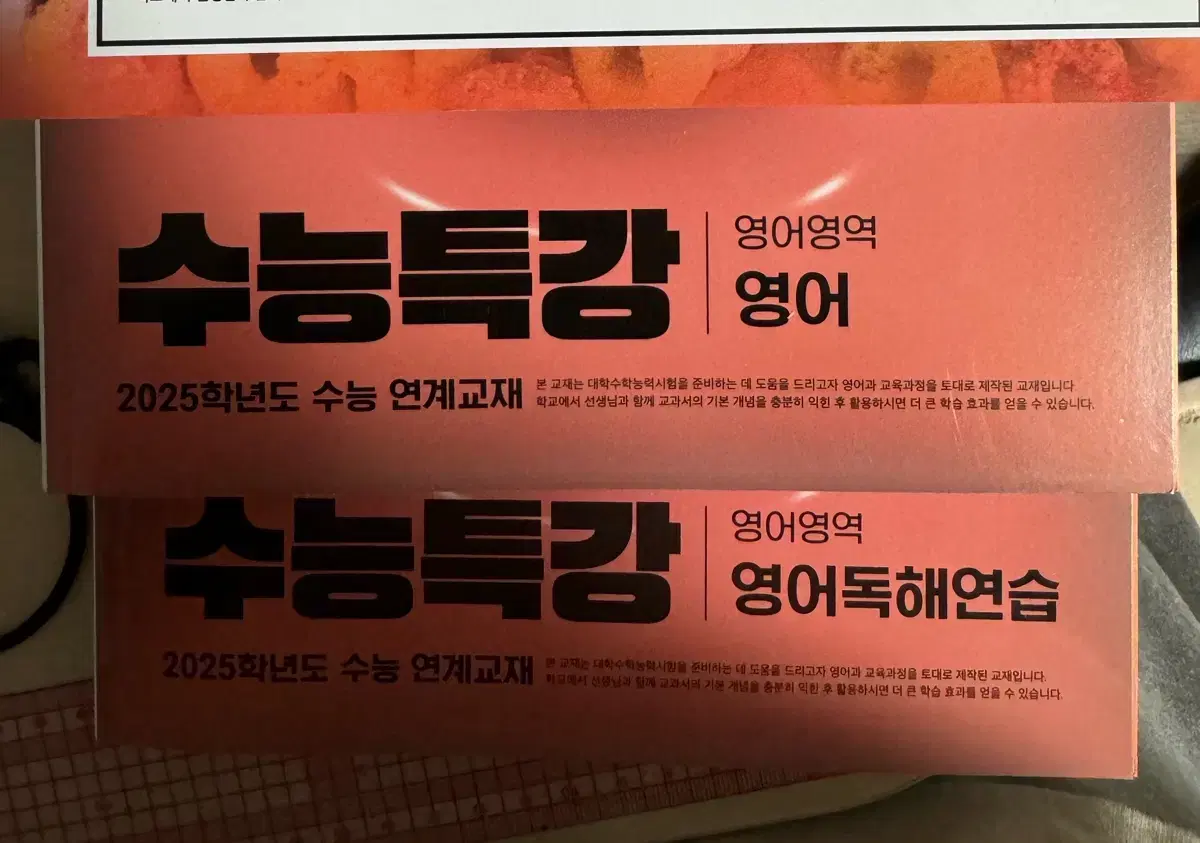 수능특강
영어영역
영어
2025학년도 수능 연계교재
본 교재는 대학수학능력시험을 준비하는 데 도움을 드리고자 영어과 교육과정을 토대로 제작된 교재입니다.
학교에서 선생님과 함께 교과서의 기본 개념을 충분히 익힌 후 활용하시면 더 큰 학습 효과를 얻을 수 있습니다.
수능특강
영어영역
영어독해연습
2025학년도 수능 연계교재
본 교재는 대학수학능력시험을 준비하는 데 도움을 드리고자 영어과 교육과정을 토대로 제작된 교재입니다.
학교에서 선생님과 함께 교과서의 기본 개념을 충분히 익힌 후 활용하시면 더 큰 학습 효과를 얻을 수 있습니다.